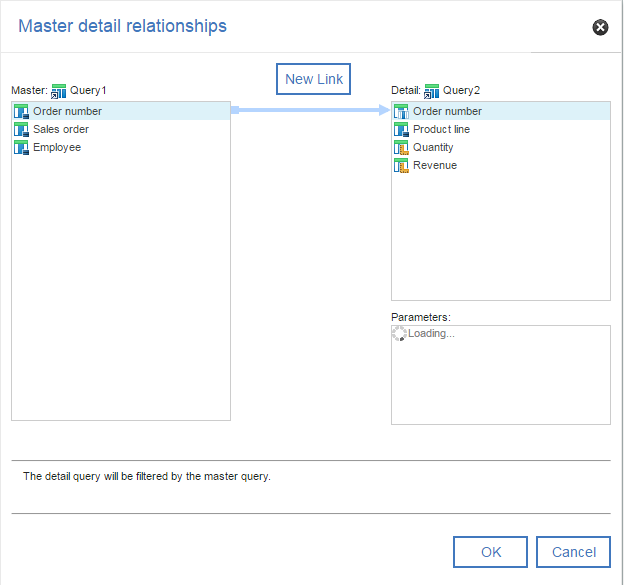 Master detail relationships
New Link
Master: Query1
Order number
Sales order
Employee
Detail: Query2
Order number
Product line
Quantity
Revenue
Parameters:
Loading...
The detail query will be filtered by the master query.
OK
Cancel